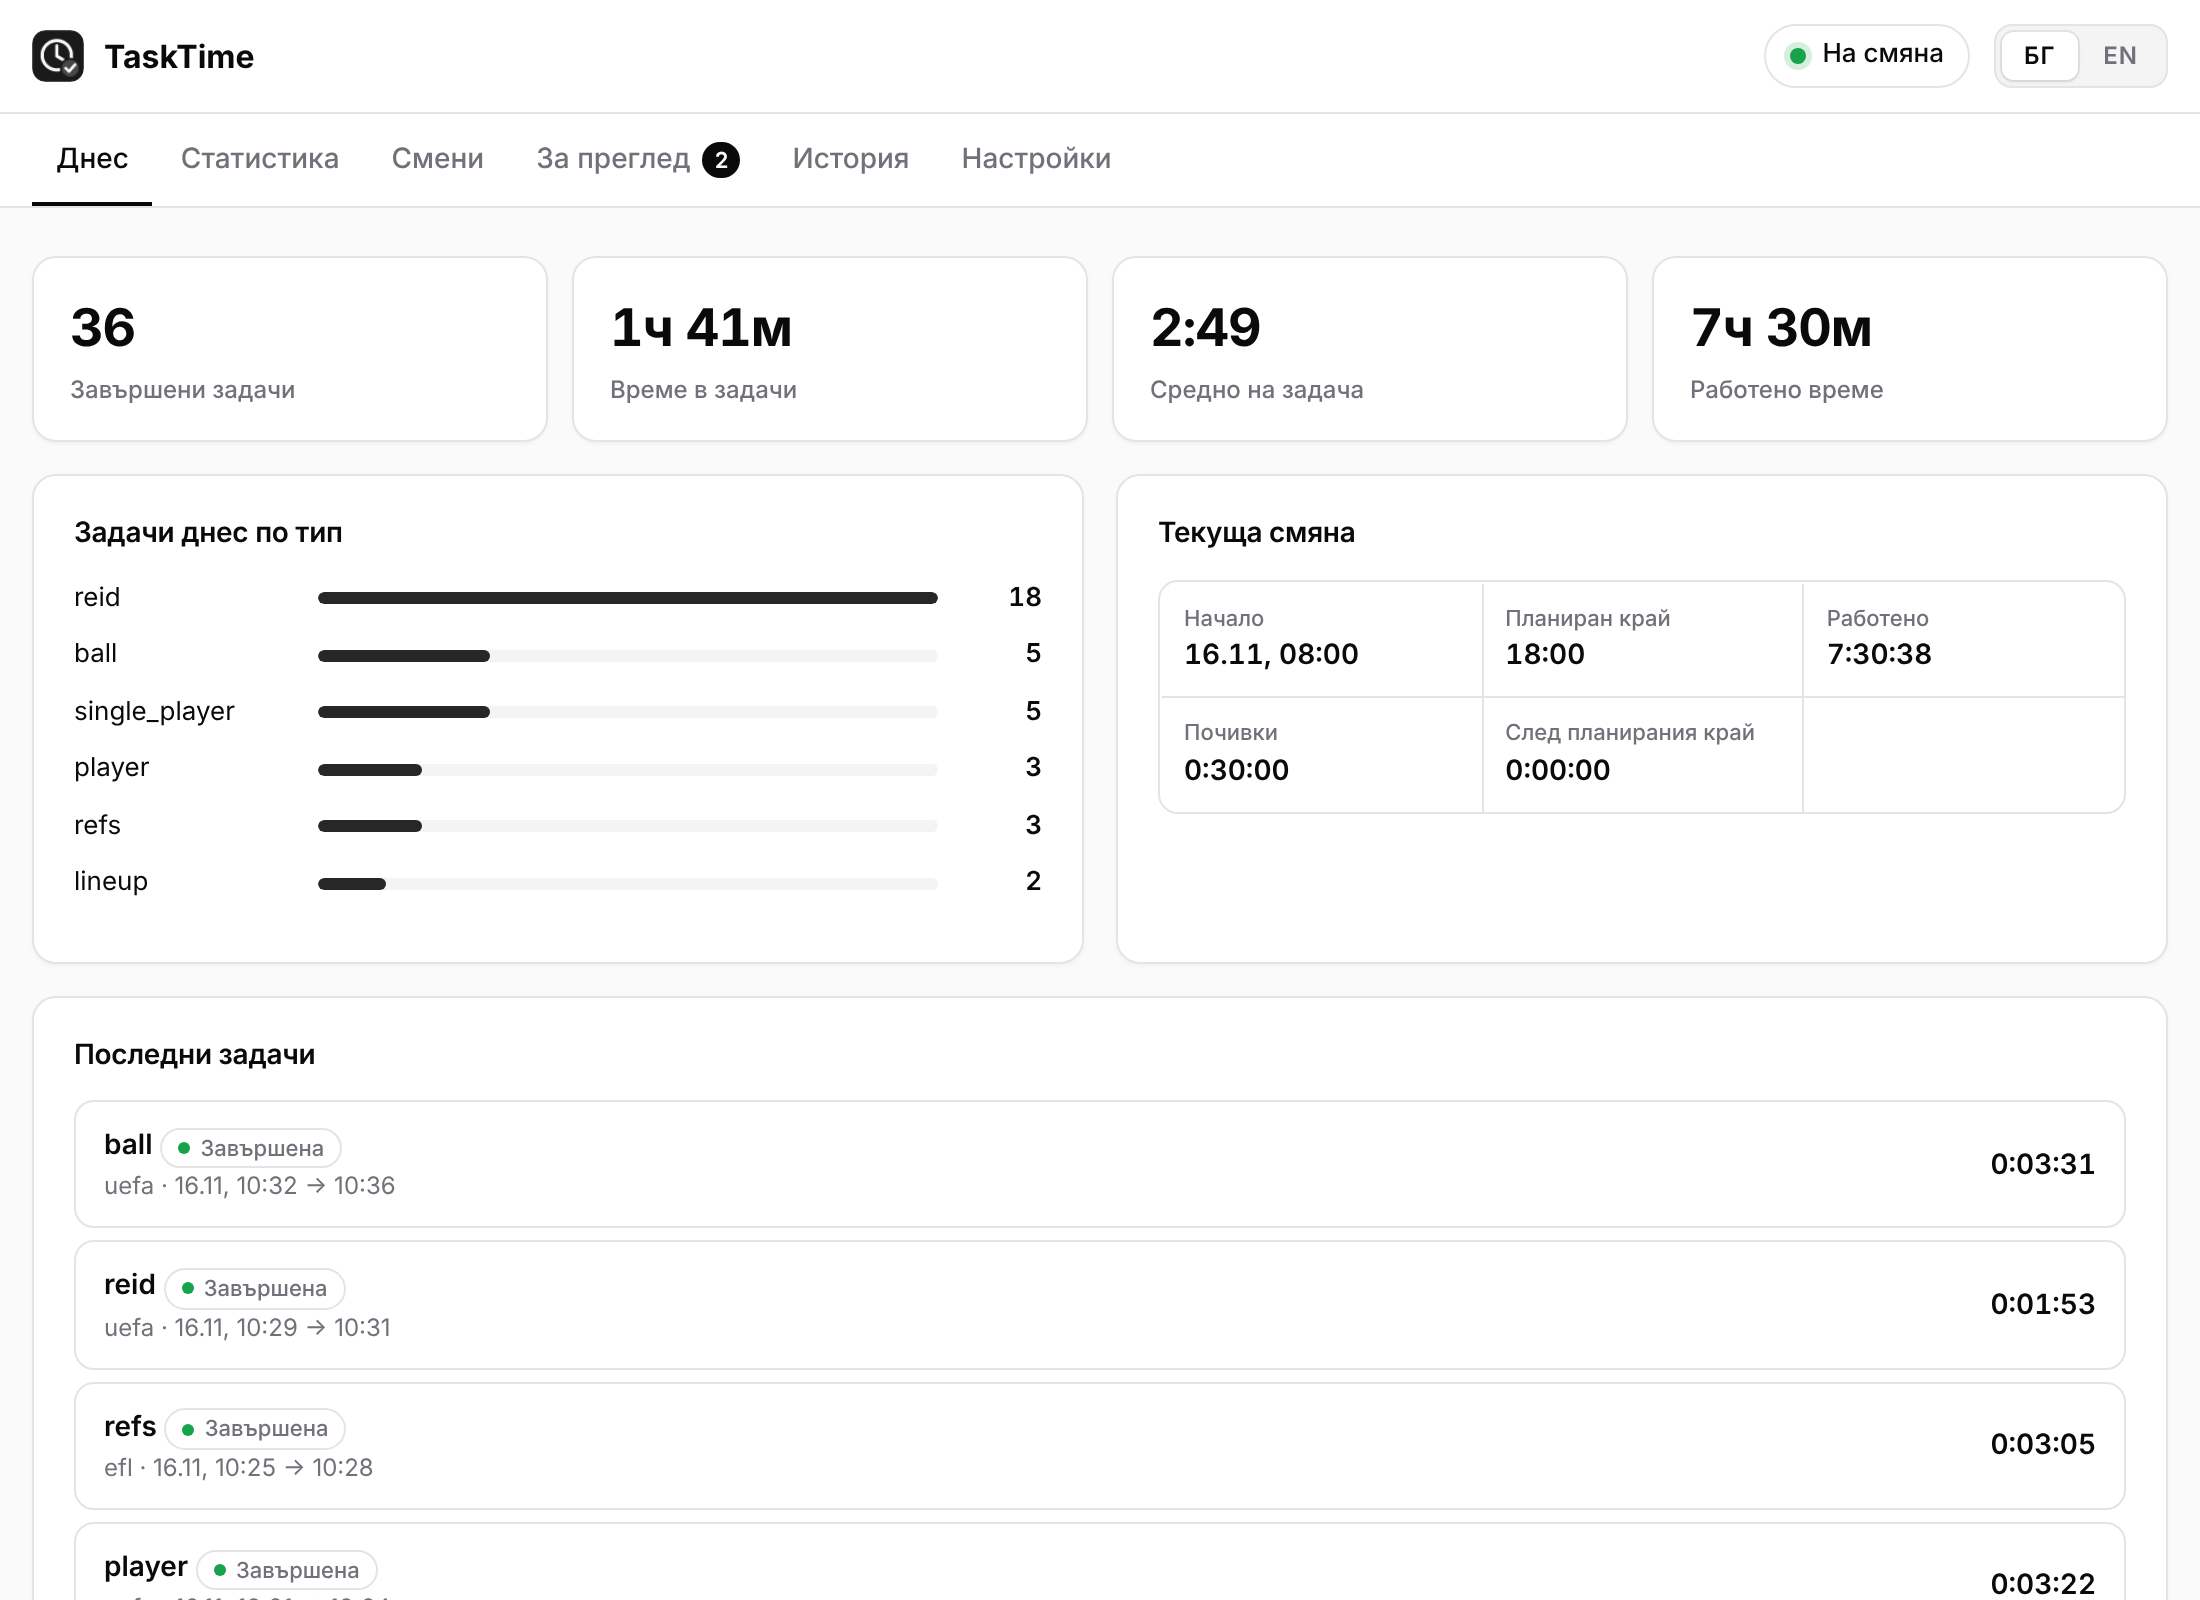 TaskTime
На смяна
БГ EN
Днес Статистика Смени За преглед 2 История Настройки
36
Завършени задачи
1ч 41м
Време в задачи
2:49
Средно на задача
7ч 30м
Работено време
Задачи днес по тип
reid 18
ball 5
single_player 5
player 3
refs 3
lineup 2
Текуща смяна
Начало
16.11, 08:00
Планиран край
18:00
Работено
7:30:38
Почивки
0:30:00
След планирания край
0:00:00
Последни задачи
ball Завършена
uefa · 16.11, 10:32 → 10:36
0:03:31
reid Завършена
uefa · 16.11, 10:29 → 10:31
0:01:53
refs Завършена
efl · 16.11, 10:25 → 10:28
0:03:05
player Завършена
0:03:22